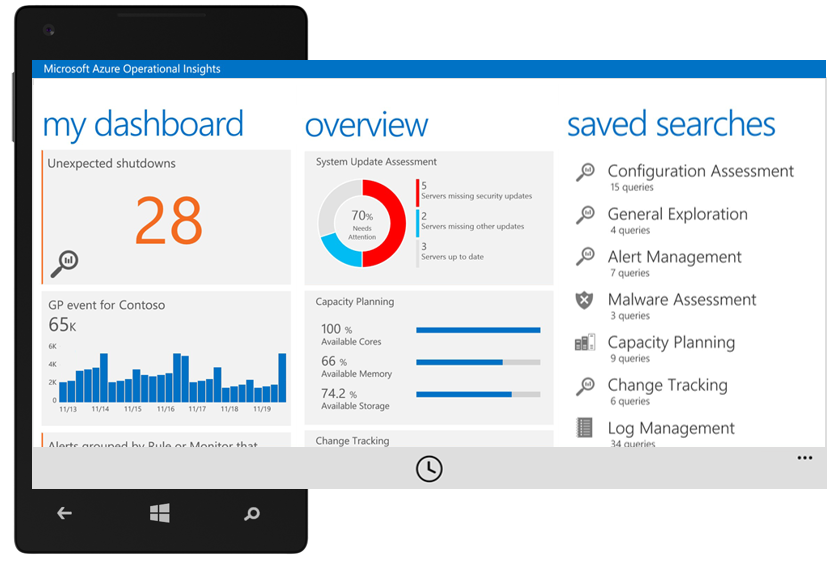 Microsoft Azure Operational Insights
my dashboard
Unexpected shutdowns
28
GP event for Contoso
65K
6K
4K
2K
0
11/13 11/14 11/15 11/16 11/17 11/18 11/19
Alerts grouped by Rule or Monitor that
overview
System Update Assessment
70%
Needs
Attention
5
Servers missing security updates
2
Servers missing other updates
3
Servers up to date
Capacity Planning
100 %
Available Cores
66 %
Available Memory
74.2 %
Available Storage
Change Tracking
saved searches
Configuration Assessment
15 queries
General Exploration
4 queries
Alert Management
7 queries
Malware Assessment
3 queries
Capacity Planning
9 queries
Change Tracking
6 queries
Log Management
34 queries